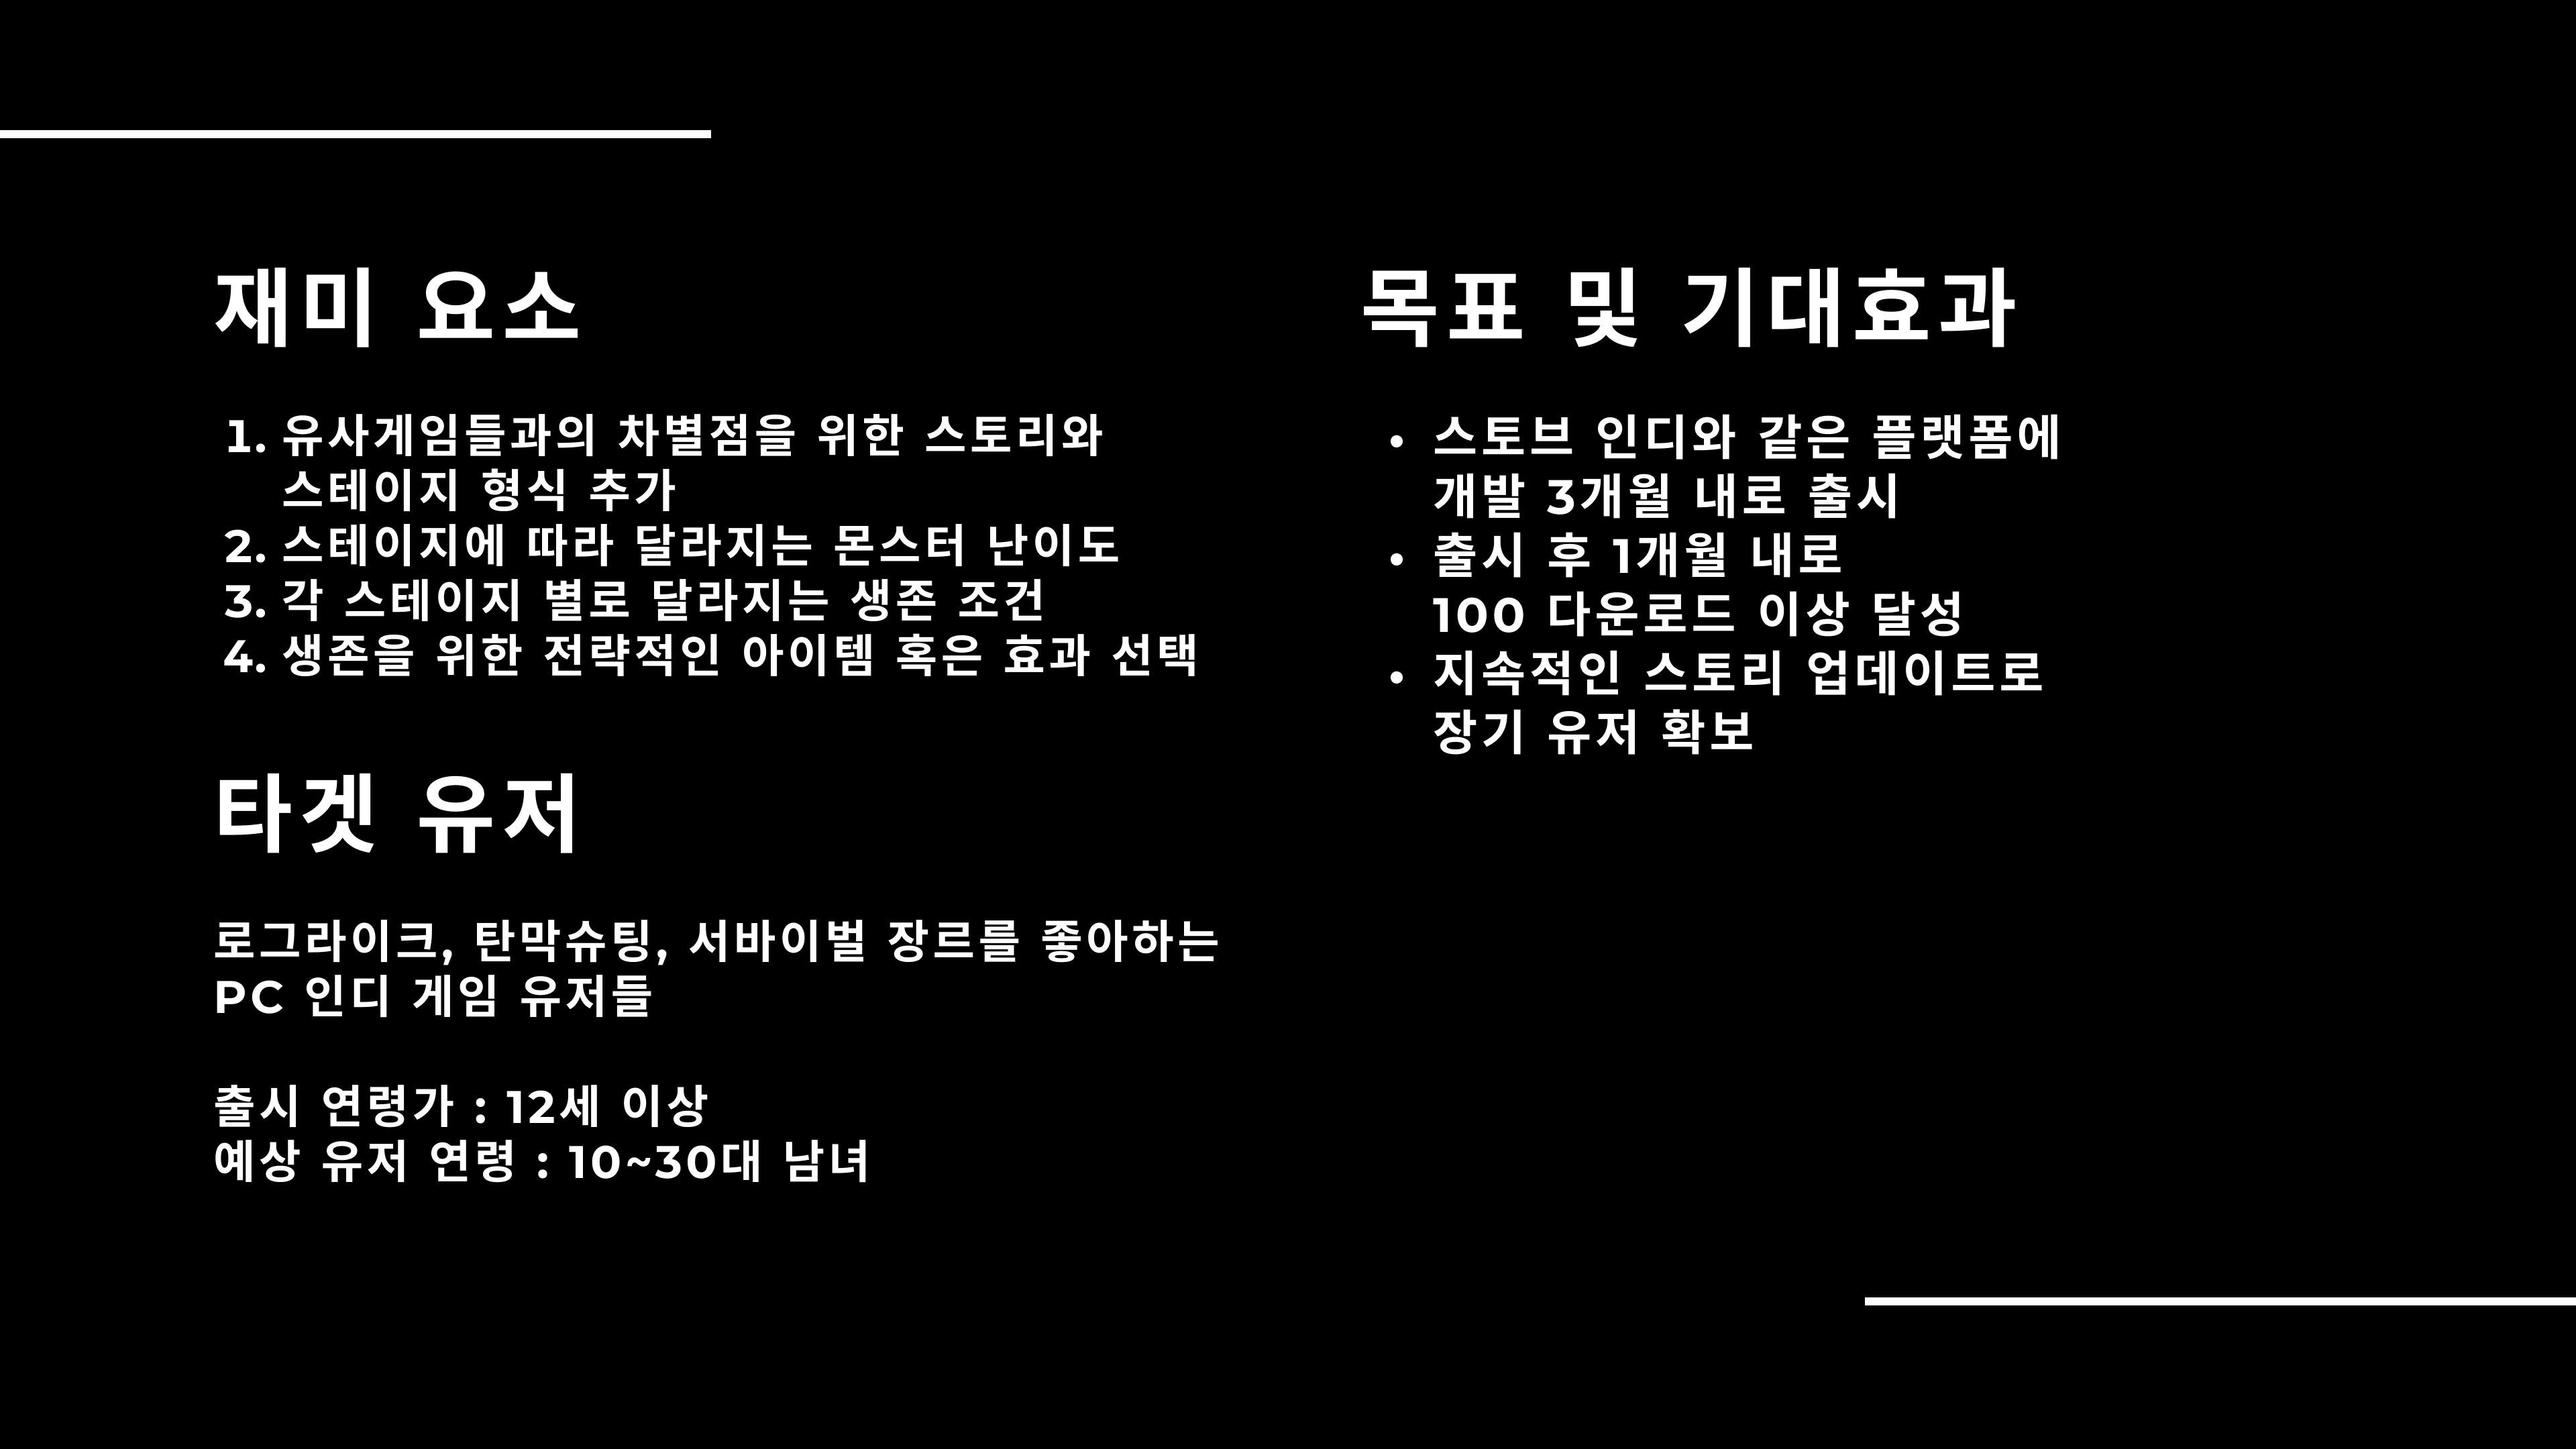 재미 요소
1. 유사게임들과의 차별점을 위한 스토리와
스테이지 형식 추가
2. 스테이지에 따라 달라지는 몬스터 난이도
3. 각 스테이지 별로 달라지는 생존 조건
4. 생존을 위한 전략적인 아이템 혹은 효과 선택
타겟 유저
로그라이크, 탄막슈팅, 서바이벌 장르를 좋아하는
PC 인디 게임 유저들
출시 연령가 : 12세 이상
예상 유저 연령 : 10~30대 남녀
목표 및 기대효과
• 스토브 인디와 같은 플랫폼에
개발 3개월 내로 출시
• 출시 후 1개월 내로
100 다운로드 이상 달성
• 지속적인 스토리 업데이트로
장기 유저 확보